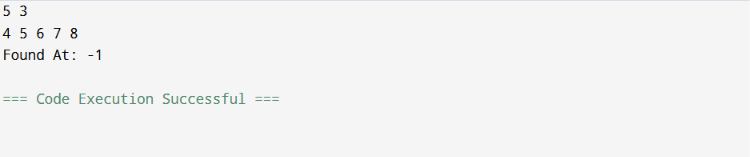 5 3
4 5 6 7 8
Found At: -1
=== Code Execution Successful ===